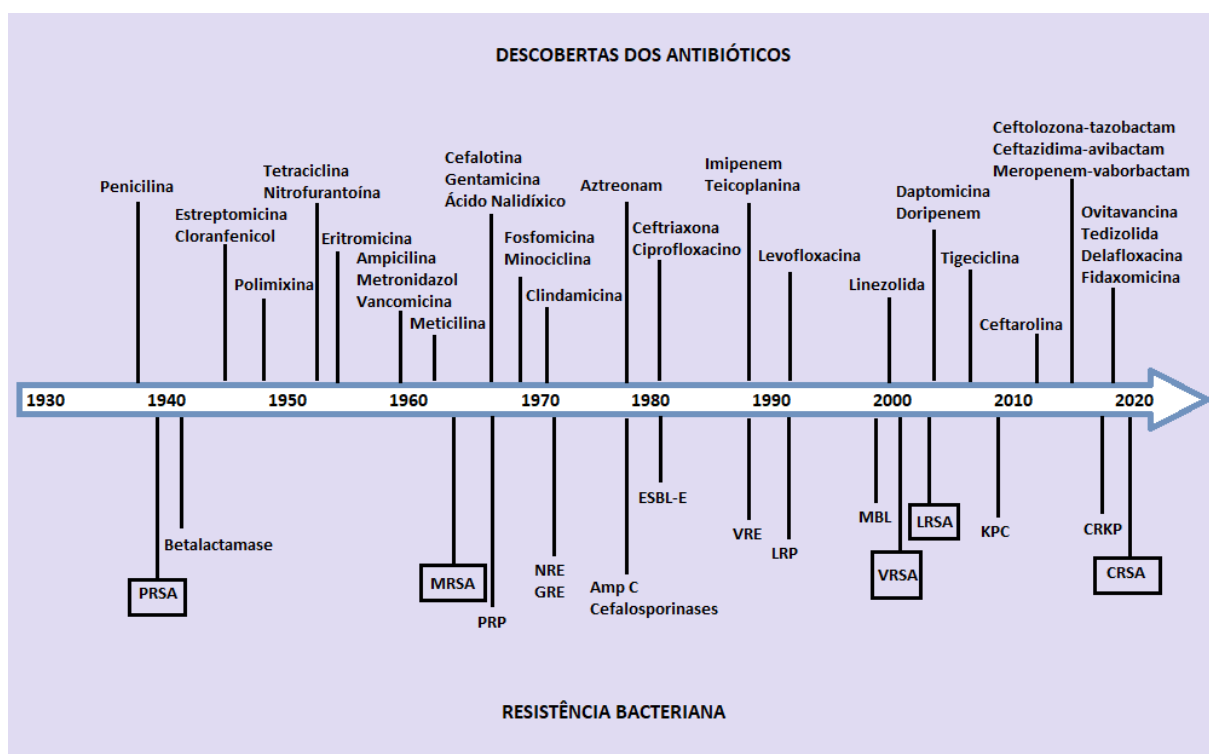 DESCOBERTAS DOS ANTIBIÓTICOS
Penicilina
Estreptomicina
Cloranfenicol
Polimixina
Tetraciclina
Nitrofurantoína
Eritromicina
Ampicilina
Metronidazol
Vancomicina
Meticilina
Cefalotina
Gentamicina
Ácido Nalidíxico
Fosfomicina
Minociclina
Clindamicina
Aztreonam
Ceftriaxona
Ciprofloxacino
Imipenem
Teicoplanina
Levofloxacina
Linezolida
Daptomicina
Doripenem
Tigeciclina
Ceftarolina
Ceftolozona-tazobactam
Ceftazidima-avibactam
Meropenem-vaborbactam
Ovitavancina
Tedizolida
Delafloxacina
Fidaxomicina
1930 1940 1950 1960 1970 1980 1990 2000 2010 2020
PRSA
Betalactamase
MRSA
PRP
NRE
GRE
Amp C
Cefalosporinases
ESBL-E
VRE
LRP
MBL
VRSA
LRSA
KPC
CRKP
CRSA
RESISTÊNCIA BACTERIANA